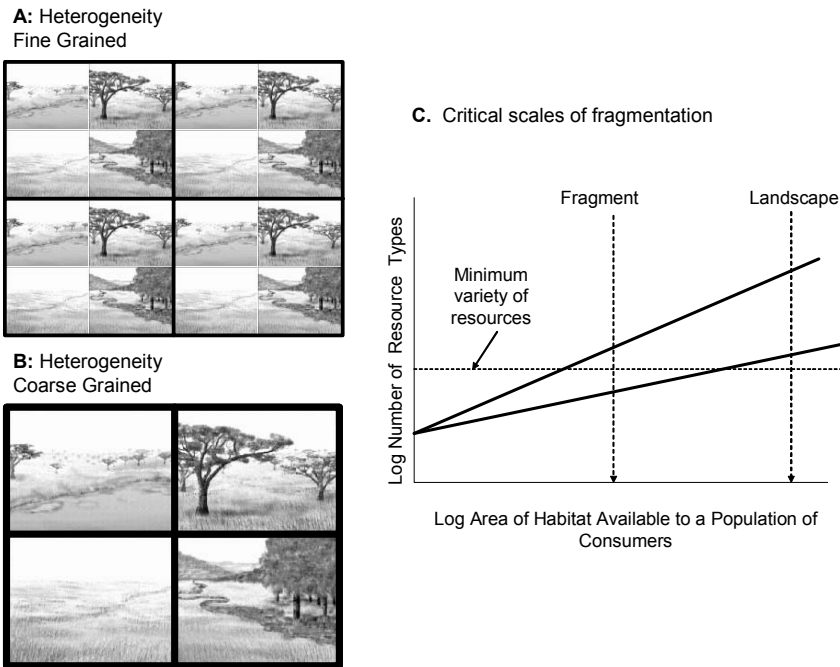 A: Heterogeneity
Fine Grained
B: Heterogeneity
Coarse Grained
C. Critical scales of fragmentation
Fragment
Landscape
Minimum
variety of
resources
Log Number of Resource Types
Log Area of Habitat Available to a Population of
Consumers